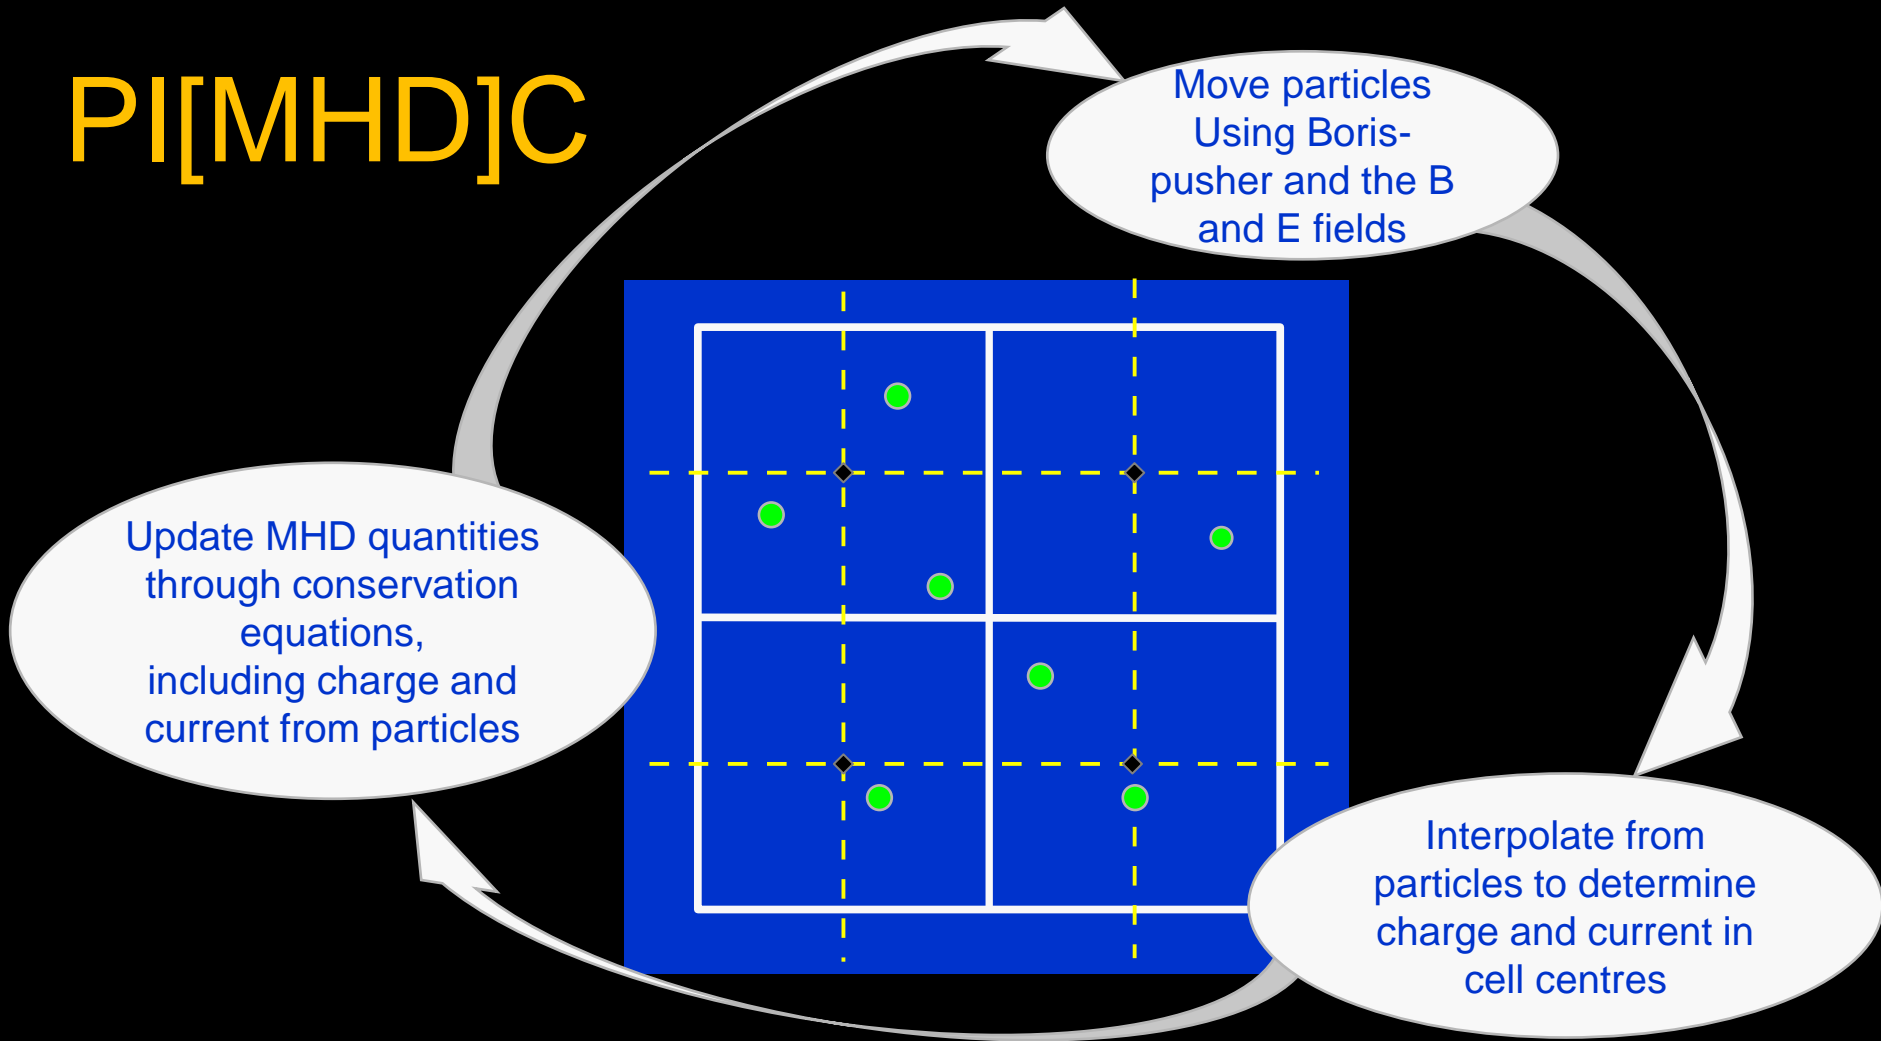 PI[MHD]C
Move particles
Using Boris-
pusher and the B
and E fields
Update MHD quantities
through conservation
equations,
including charge and
current from particles
Interpolate from
particles to determine
charge and current in
cell centres